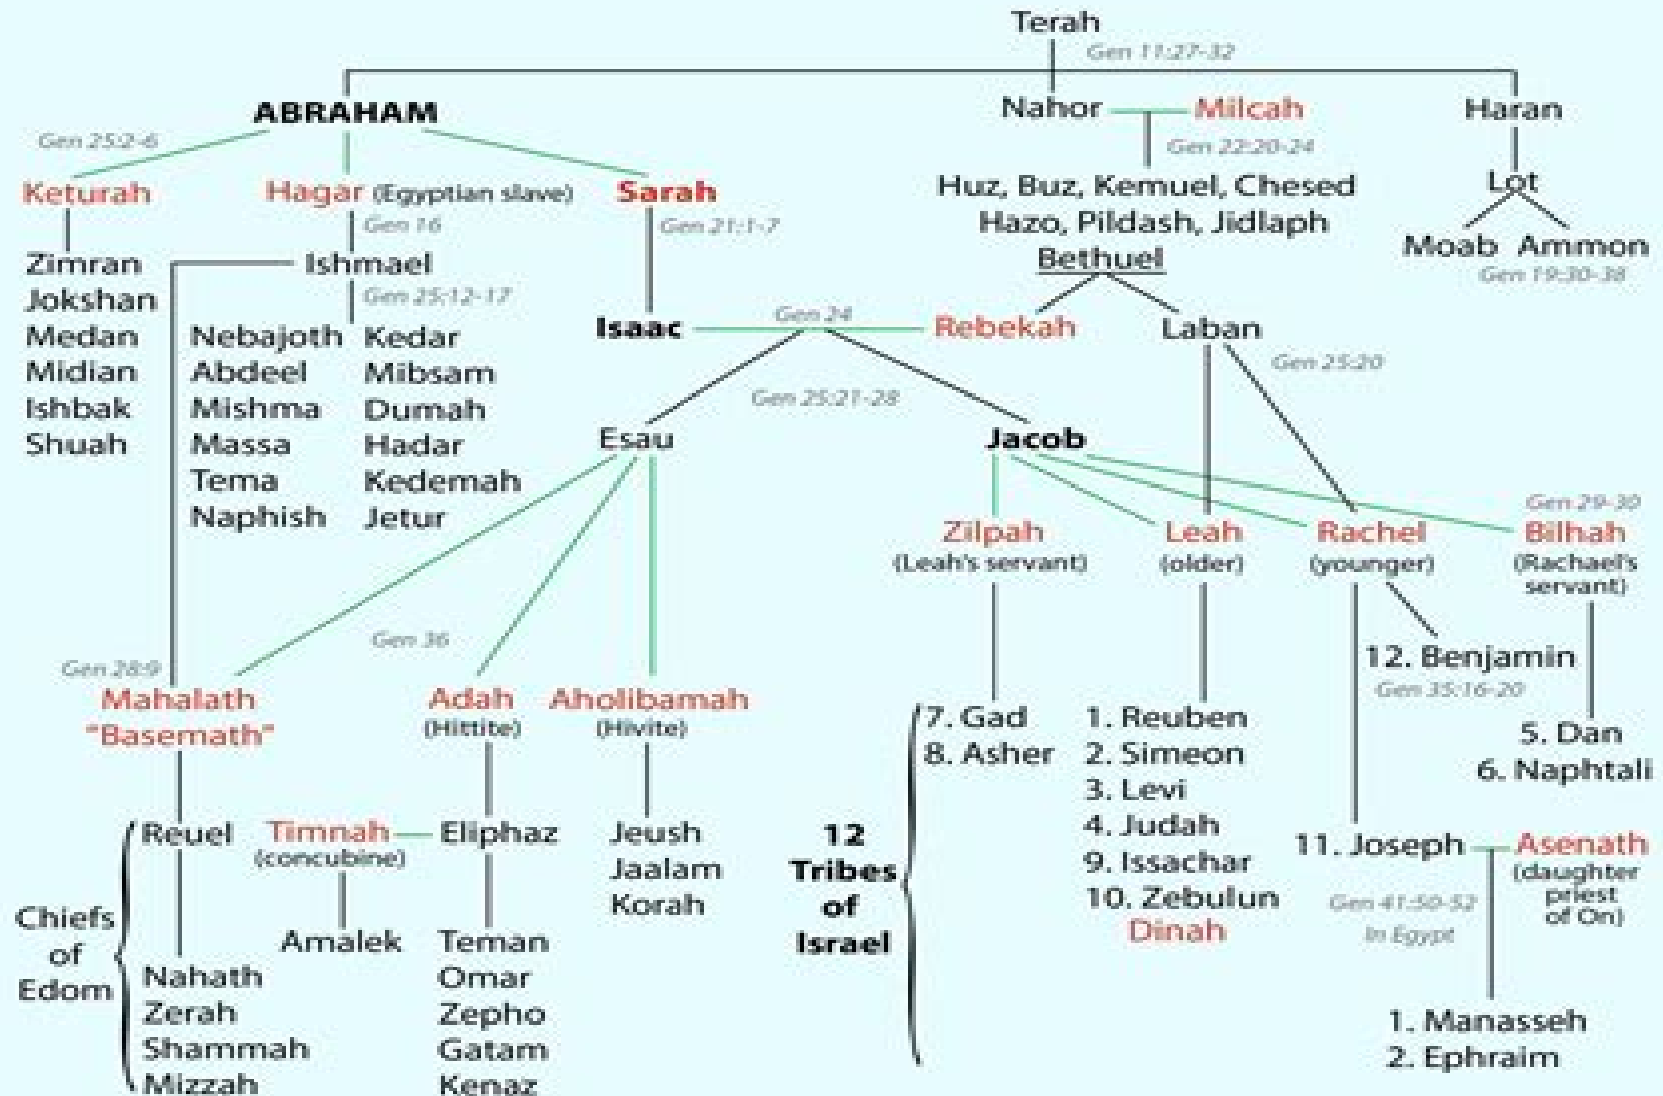 Terah
Gen 11:27-32
ABRAHAM
Nahor
Milcah
Haran
Gen 25:2-6
Gen 22:20-24
Keturah
Hagar (Egyptian slave)
Sarah
Huz, Buz, Kemuel, Chesed
Hazo, Pildash, Jidlaph
Bethuel
Lot
Moab Ammon
Gen 19:30-38
Gen 16
Gen 21:1-7
Zimran
Jokshan
Medan
Midian
Ishbak
Shuah
Ishmael
Gen 25:12-17
Nebajoth Kedar
Abdeel Mibsam
Mishma Dumah
Massa Hadar
Tema Kedemah
Naphish Jetur
Isaac
Gen 24
Rebekah
Laban
Gen 25:20
Gen 25:21-28
Esau
Jacob
Gen 29-30
Zilpah
(Leah's servant)
Leah
(older)
Rachel
(younger)
Bilhah
(Rachael's
servant)
Gen 36
Gen 28:9
Mahalath
"Basemath"
Adah
(Hittite)
Aholibamah
(Hivite)
12. Benjamin
Gen 35:16-20
7. Gad
8. Asher
1. Reuben
2. Simeon
3. Levi
4. Judah
9. Issachar
10. Zebulun
Dinah
5. Dan
6. Naphtali
Reuel
Timnah
(concubine)
Eliphaz
Jeush
Jaalam
Korah
12
Tribes
of
Israel
11. Joseph
Asenath
(daughter
priest
of On)
Gen 41:50-52
In Egypt
Chiefs
of
Edom
Amalek
Nahath
Zerah
Shammah
Mizzah
Teman
Omar
Zepho
Gatam
Kenaz
1. Manasseh
2. Ephraim